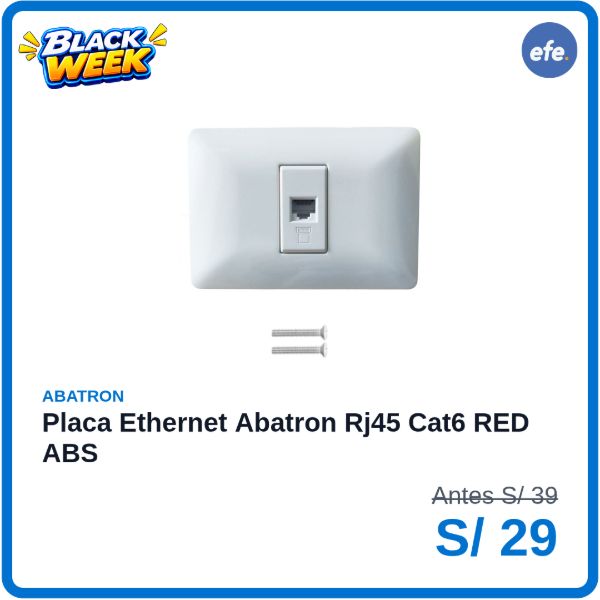 BLACK
WEEK
efe.
ABATRON
Placa Ethernet Abatron Rj45 Cat6 RED
ABS
Antes S/ 39
S/ 29